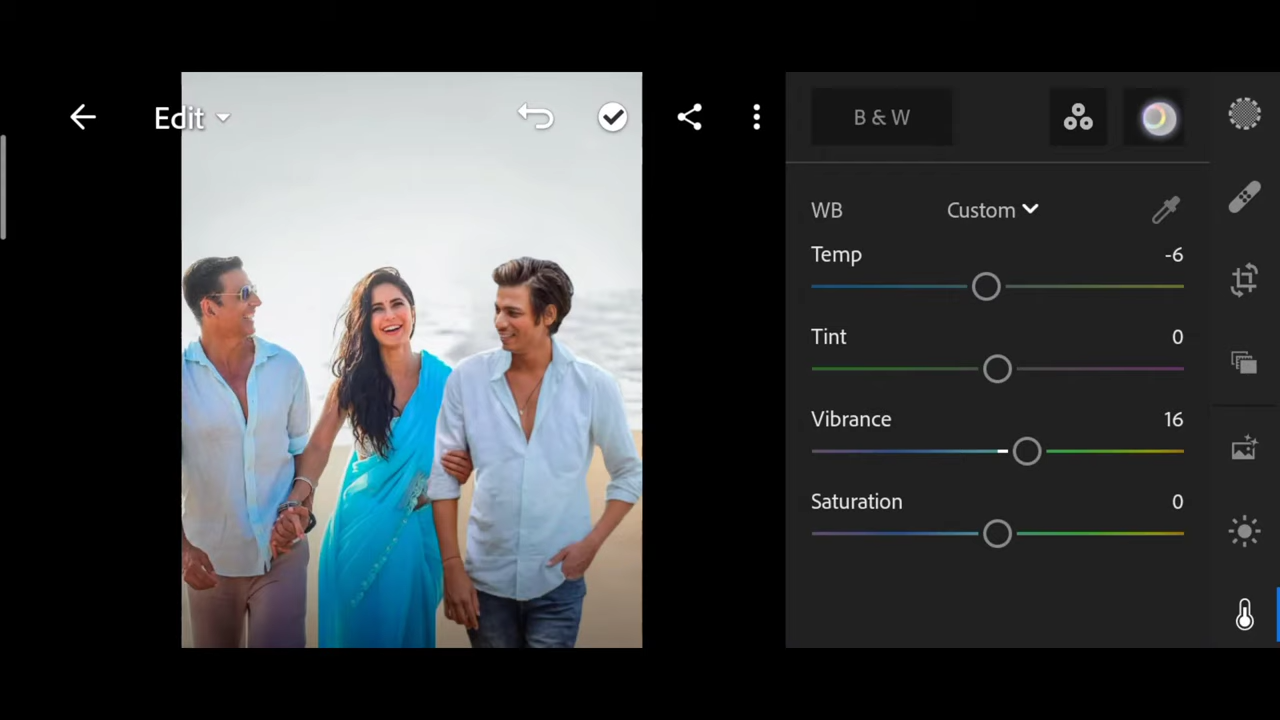 Edit
B & W
WB Custom
Temp -6
Tint 0
Vibrance 16
Saturation 0